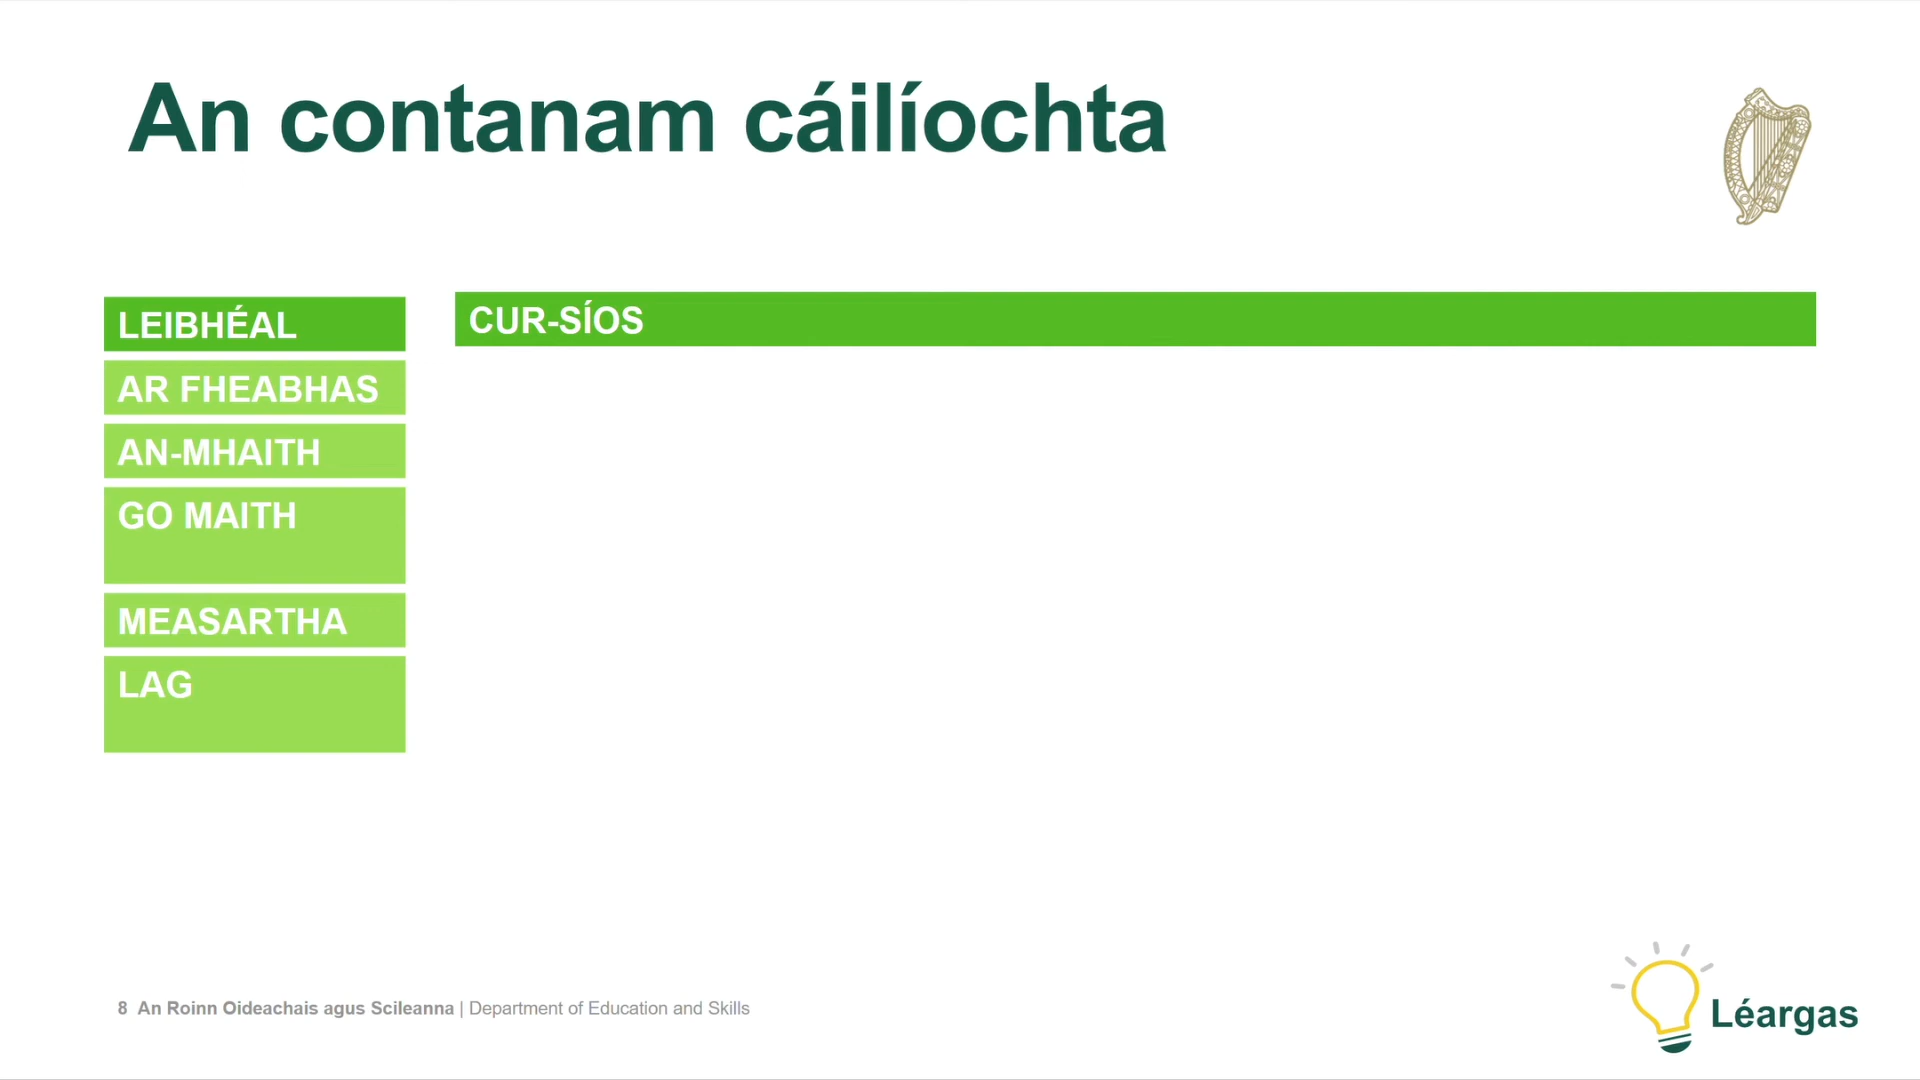 An contanam cáilíochta
LEIBHÉAL
CUR-SÍOS
AR FHEABHAS
AN-MHAITH
GO MAITH
MEASARTHA
LAG
8 An Roinn Oideachais agus Scileanna | Department of Education and Skills
Léargas